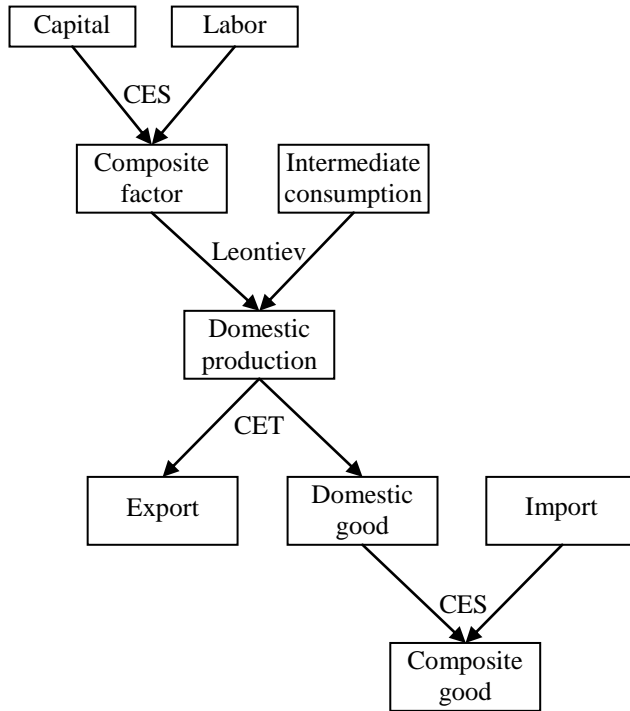 Capital
Labor
CES
Composite
factor
Intermediate
consumption
Leontiev
Domestic
production
CET
Export
Domestic
good
Import
CES
Composite
good